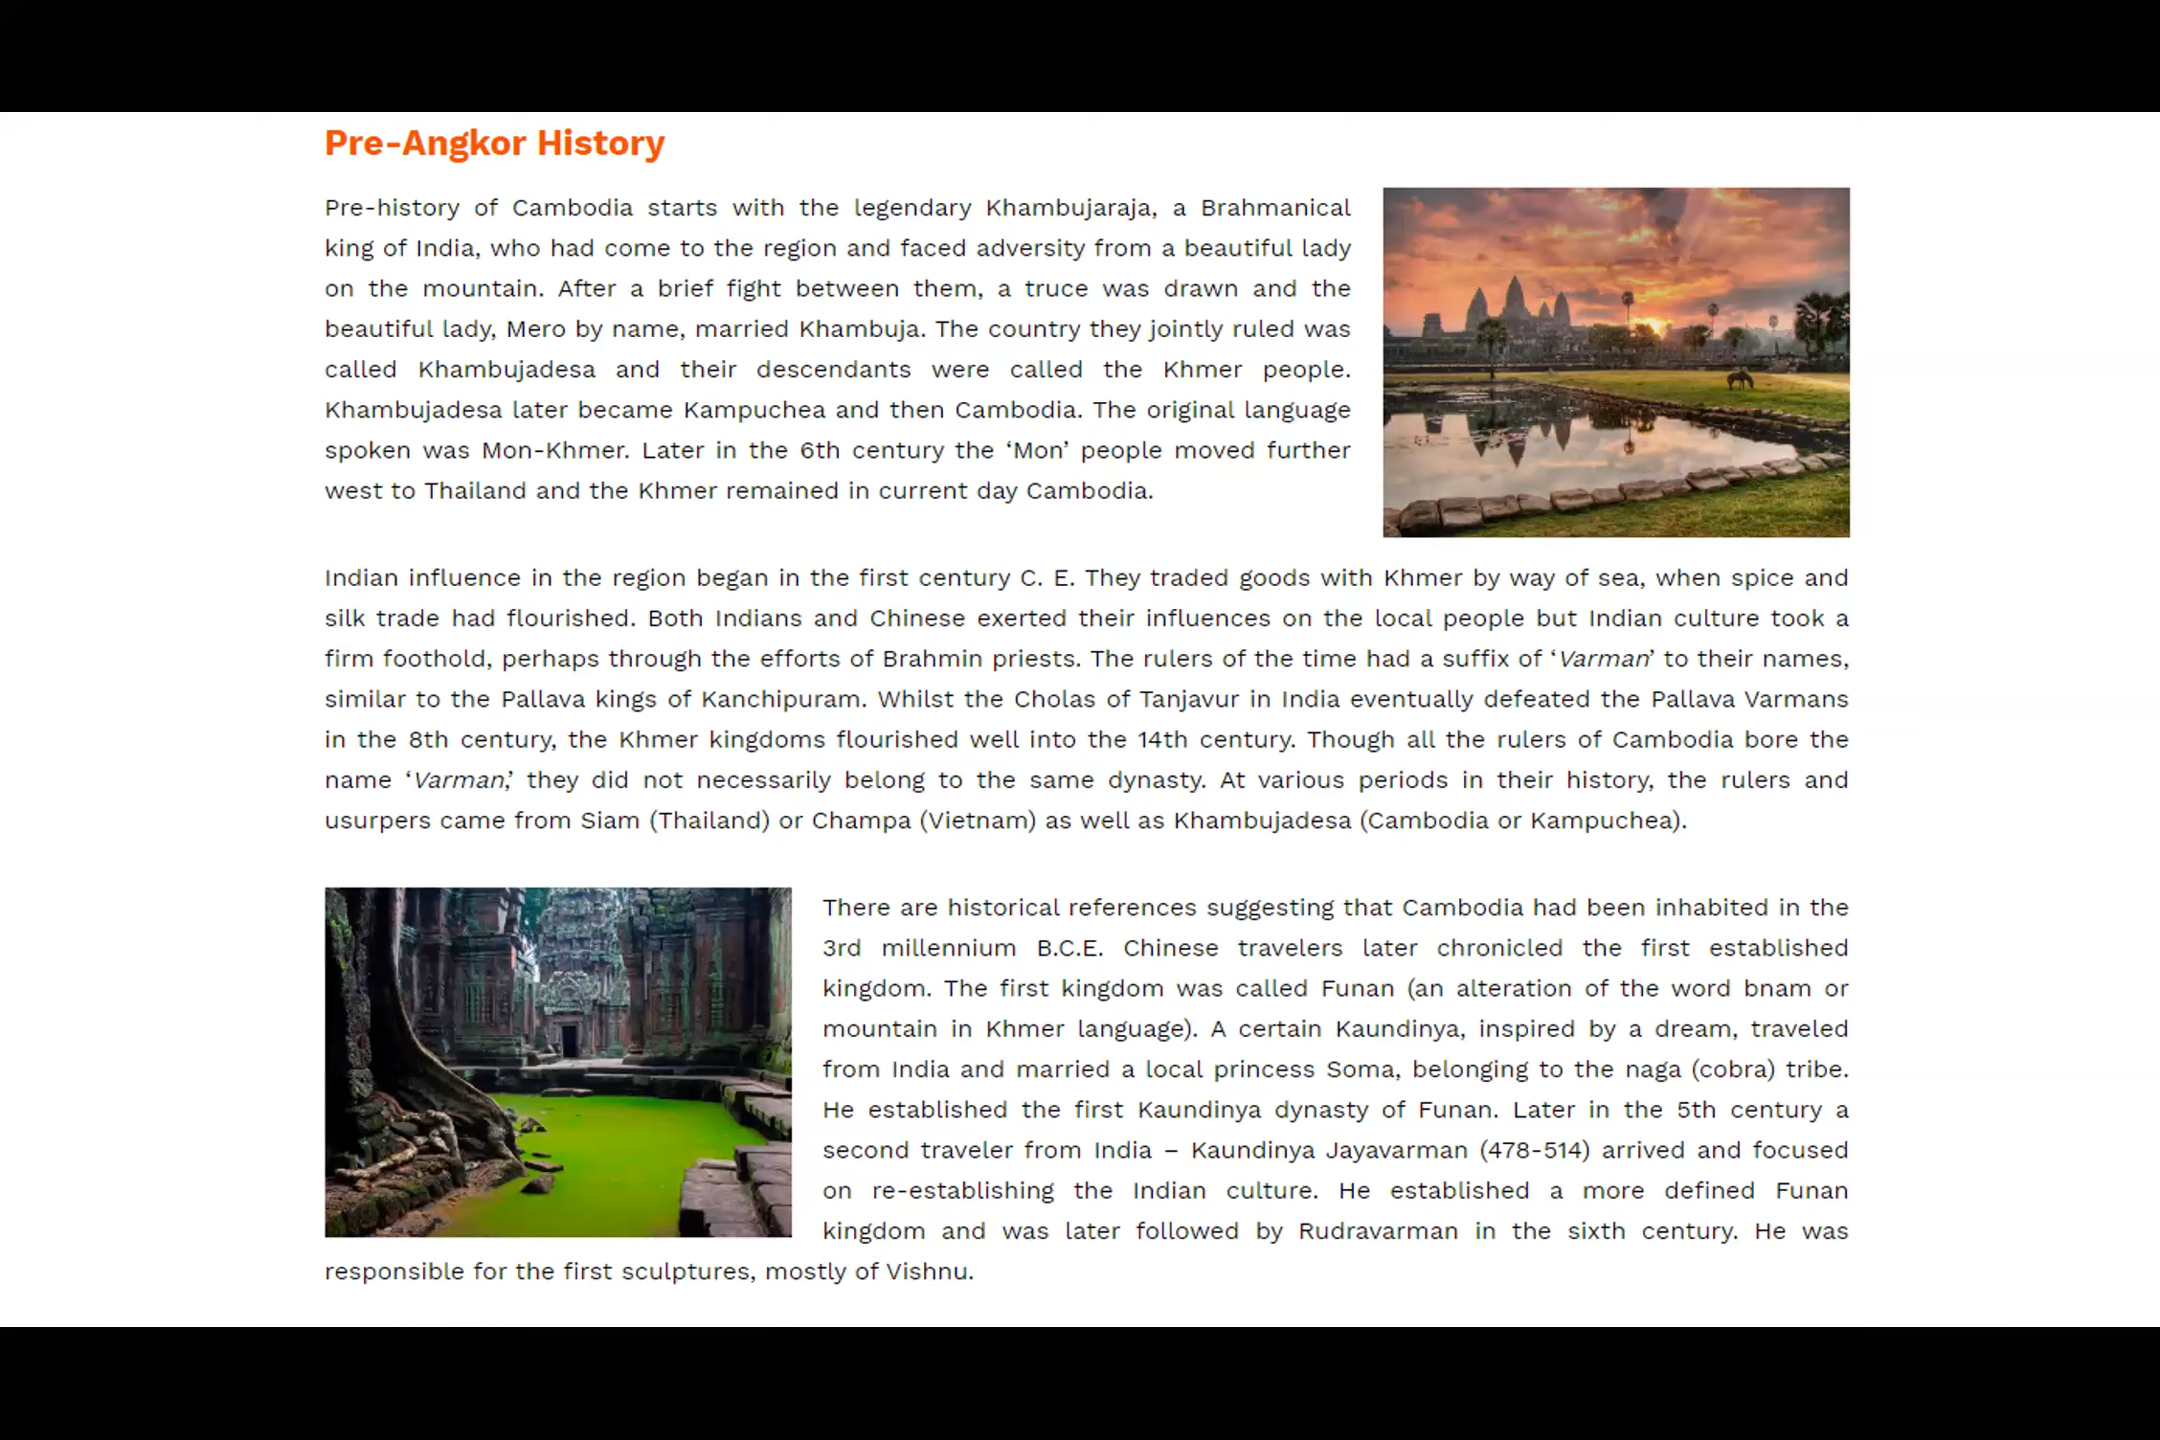 Pre-Angkor History
Pre-history of Cambodia starts with the legendary Khambujaraja, a Brahmanical
king of India, who had come to the region and faced adversity from a beautiful lady
on the mountain. After a brief fight between them, a truce was drawn and the
beautiful lady, Mero by name, married Khambuja. The country they jointly ruled was
called Khambujadesa and their descendants were called the Khmer people.
Khambujadesa later became Kampuchea and then Cambodia. The original language
spoken was Mon-Khmer. Later in the 6th century the ‘Mon’ people moved further
west to Thailand and the Khmer remained in current day Cambodia.
Indian influence in the region began in the first century C. E. They traded goods with Khmer by way of sea, when spice and
silk trade had flourished. Both Indians and Chinese exerted their influences on the local people but Indian culture took a
firm foothold, perhaps through the efforts of Brahmin priests. The rulers of the time had a suffix of ‘Varman’ to their names,
similar to the Pallava kings of Kanchipuram. Whilst the Cholas of Tanjavur in India eventually defeated the Pallava Varmans
in the 8th century, the Khmer kingdoms flourished well into the 14th century. Though all the rulers of Cambodia bore the
name ‘Varman,’ they did not necessarily belong to the same dynasty. At various periods in their history, the rulers and
usurpers came from Siam (Thailand) or Champa (Vietnam) as well as Khambujadesa (Cambodia or Kampuchea).
There are historical references suggesting that Cambodia had been inhabited in the
3rd millennium B.C.E. Chinese travelers later chronicled the first established
kingdom. The first kingdom was called Funan (an alteration of the word bnam or
mountain in Khmer language). A certain Kaundinya, inspired by a dream, traveled
from India and married a local princess Soma, belonging to the naga (cobra) tribe.
He established the first Kaundinya dynasty of Funan. Later in the 5th century a
second traveler from India – Kaundinya Jayavarman (478-514) arrived and focused
on re-establishing the Indian culture. He established a more defined Funan
kingdom and was later followed by Rudravarman in the sixth century. He was
responsible for the first sculptures, mostly of Vishnu.